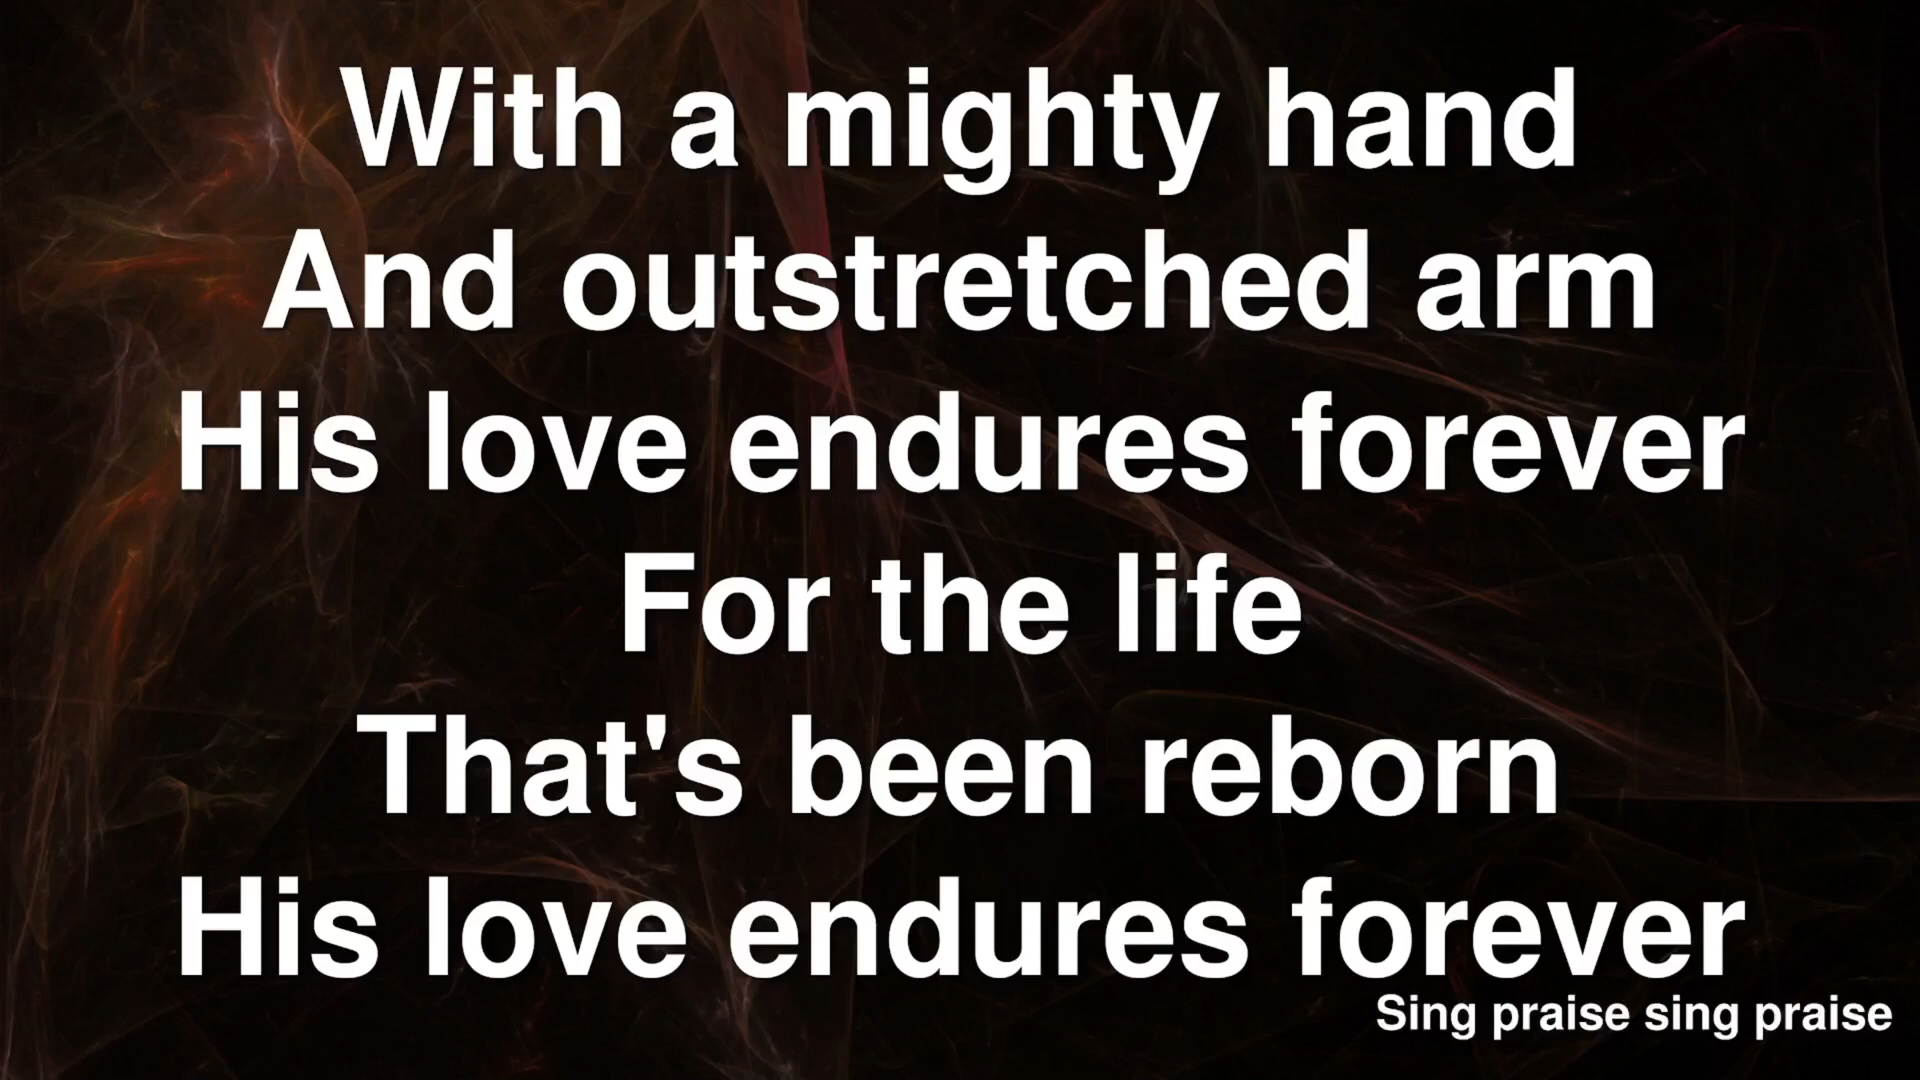 With a mighty hand
And outstretched arm
His love endures forever
For the life
That's been reborn
His love endures forever
Sing praise sing praise